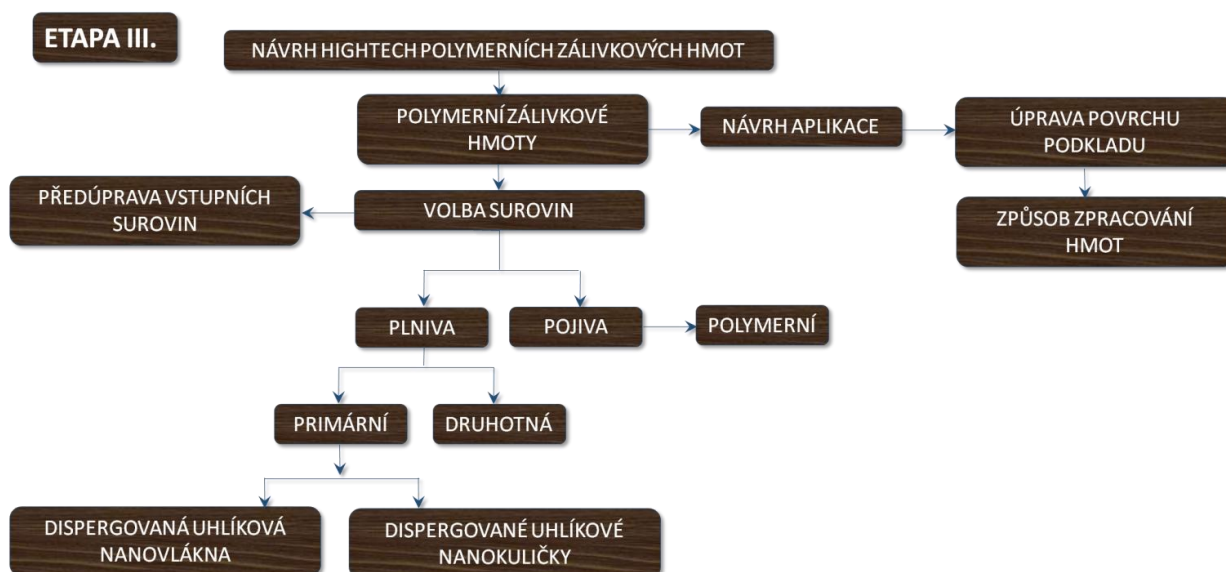 ETAPA III.
NÁVRH HIGHTECH POLYMERNÍCH ZÁLIVKOVÝCH HMOT
POLYMERNÍ ZÁLIVKOVÉ
HMOTY
NÁVRH APLIKACE
ÚPRAVA POVRCHU
PODKLADU
PŘEDÚPRAVA VSTUPNÍCH
SUROVIN
VOLBA SUROVIN
ZPŮSOB ZPRACOVÁNÍ
HMOT
PLNIVA
POJIVA
POLYMERNÍ
PRIMÁRNÍ
DRUHOTNÁ
DISPERGOVANÁ UHLÍKOVÁ
NANOVLÁKNA
DISPERGOVANÉ UHLÍKOVÉ
NANOKULIČKY